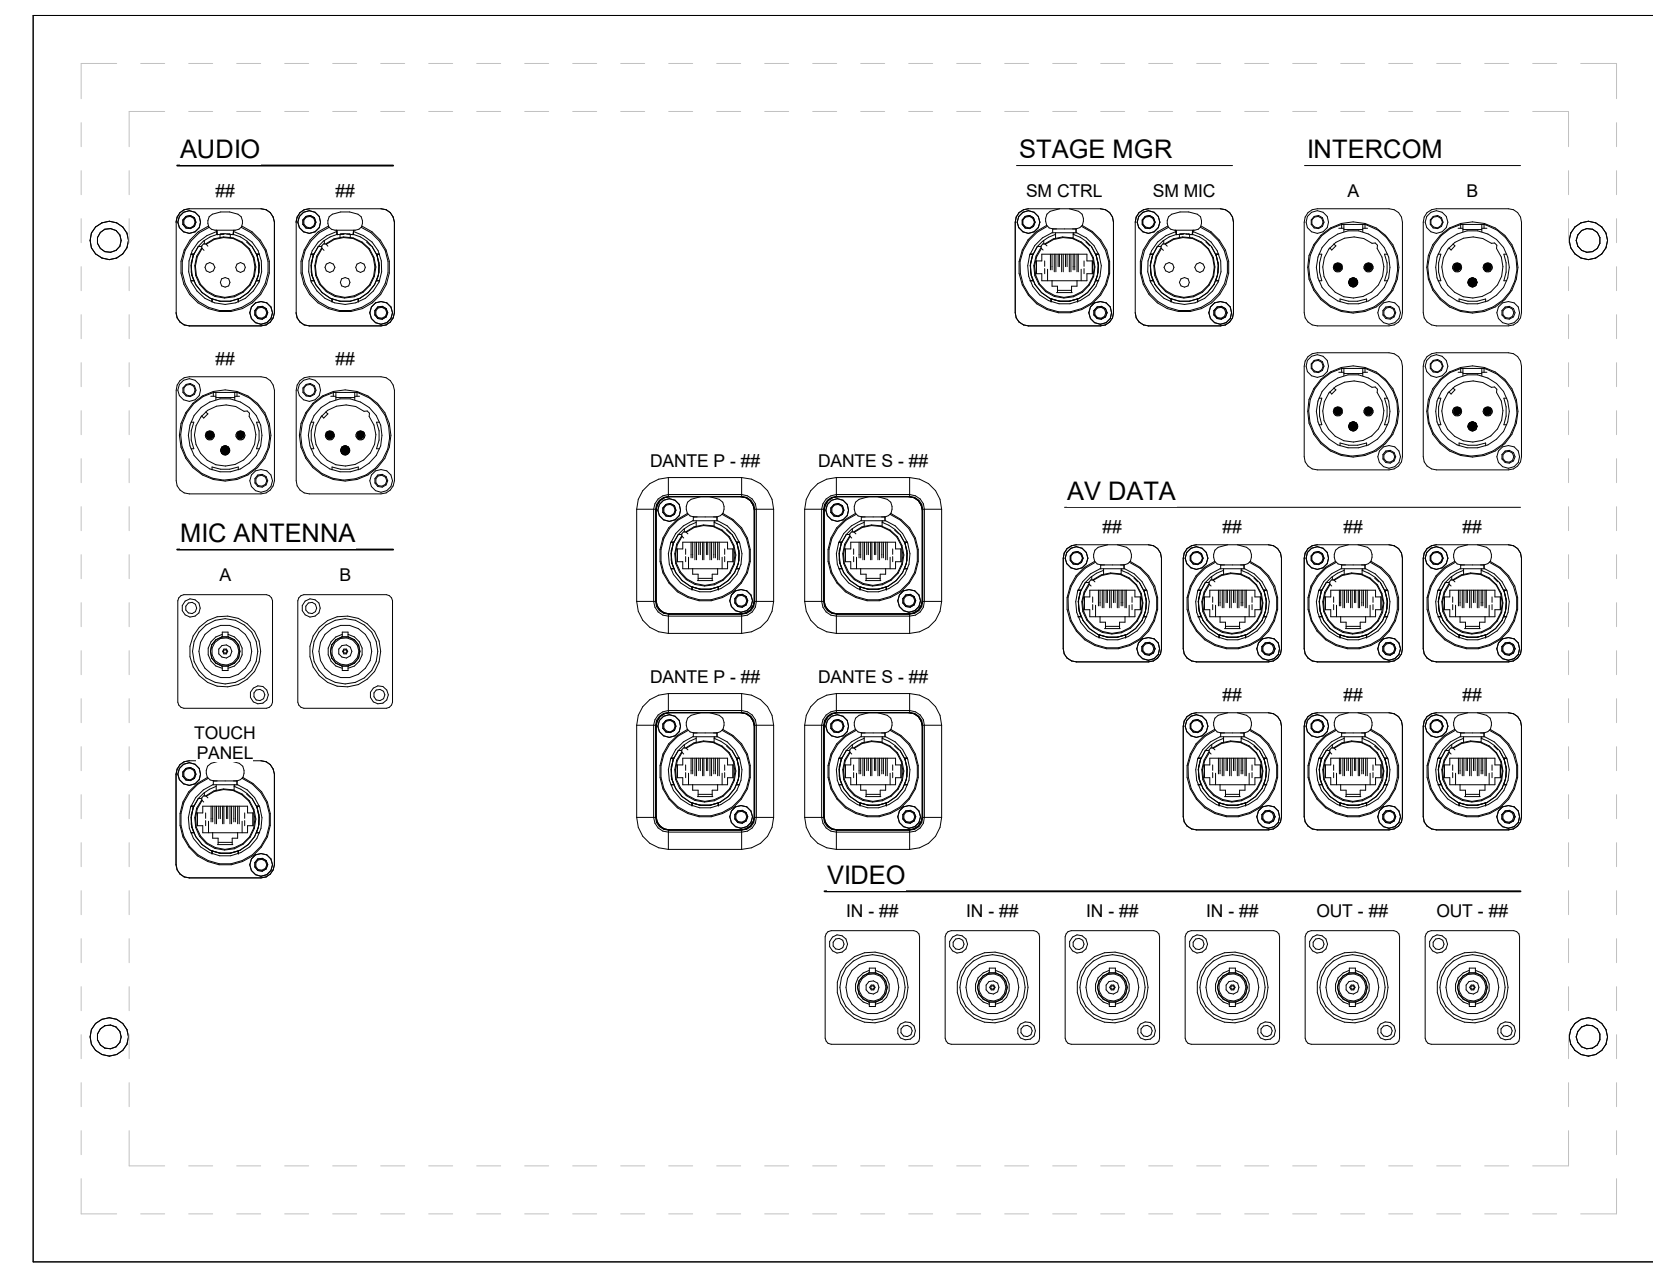 AUDIO
## ##
## ##
MIC ANTENNA
A B
TOUCH
PANEL
DANTE P - ## DANTE S - ##
DANTE P - ## DANTE S - ##
STAGE MGR
SM CTRL SM MIC
INTERCOM
A B
AV DATA
## ## ## ##
## ## ##
VIDEO
IN - ## IN - ## IN - ## IN - ## OUT - ## OUT - ##